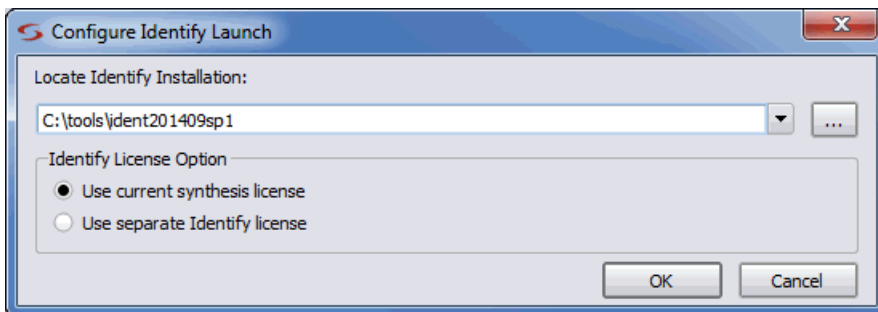 Configure Identify Launch
Locate Identify Installation:
C:\tools\ident201409sp1
...
Identify License Option
Use current synthesis license
Use separate Identify license
OK
Cancel